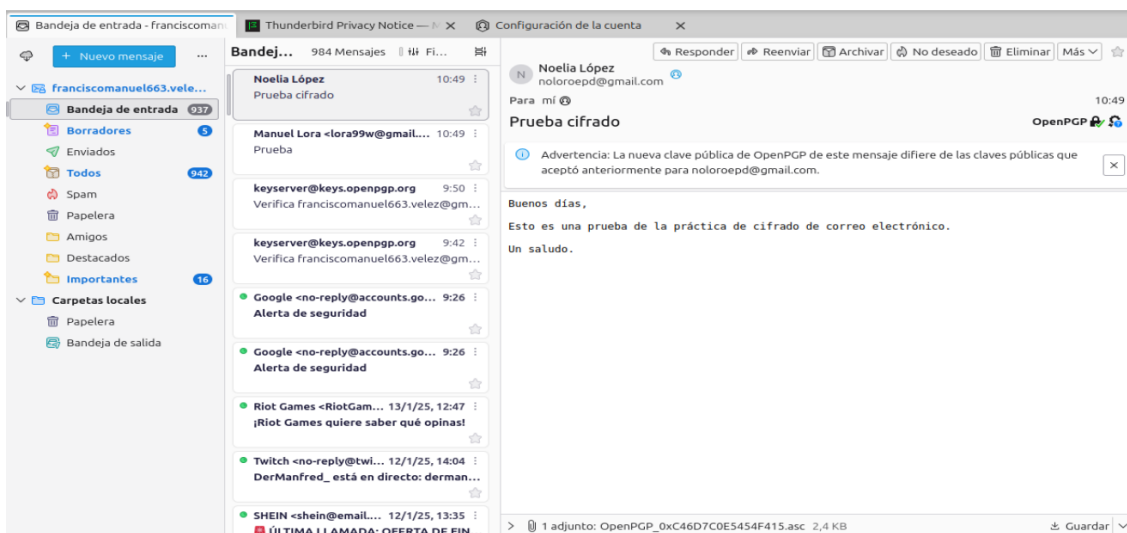 Bandeja de entrada - franciscoman
Thunderbird Privacy Notice — M
Configuración de la cuenta
+ Nuevo mensaje
franciscomanuel663.vele...
Bandeja de entrada 937
Borradores 5
Enviados
Todos 942
Spam
Papelera
Amigos
Destacados
Importantes 16
Carpetas locales
Papelera
Bandeja de salida
Bandej... 984 Mensajes Fi...
Noelia López 10:49
Prueba cifrado
Manuel Lora <lora99w@gmail.... 10:49
Prueba
keyserver@keys.openpgp.org 9:50
Verifica franciscomanuel663.velez@gm...
keyserver@keys.openpgp.org 9:42
Verifica franciscomanuel663.velez@gm...
Google <no-reply@accounts.go... 9:26
Alerta de seguridad
Google <no-reply@accounts.go... 9:26
Alerta de seguridad
Riot Games <RiotGam... 13/1/25, 12:47
¡Riot Games quiere saber qué opinas!
Twitch <no-reply@twi... 12/1/25, 14:04
DerManfred_ está en directo: derman...
SHEIN <shein@email.... 12/1/25, 13:35
ÚLTIMA LLAMADA: OFERTA DE FIN
Responder Reenviar Archivar No deseado Eliminar Más
N
Noelia López
noloroepd@gmail.com
Para mí 10:49
Prueba cifrado OpenPGP
Advertencia: La nueva clave pública de OpenPGP de este mensaje difiere de las claves públicas que
aceptó anteriormente para noloroepd@gmail.com.
Buenos días,
Esto es una prueba de la práctica de cifrado de correo electrónico.
Un saludo.
1 adjunto: OpenPGP_0xC46D7C0E5454F415.asc 2,4 KB Guardar